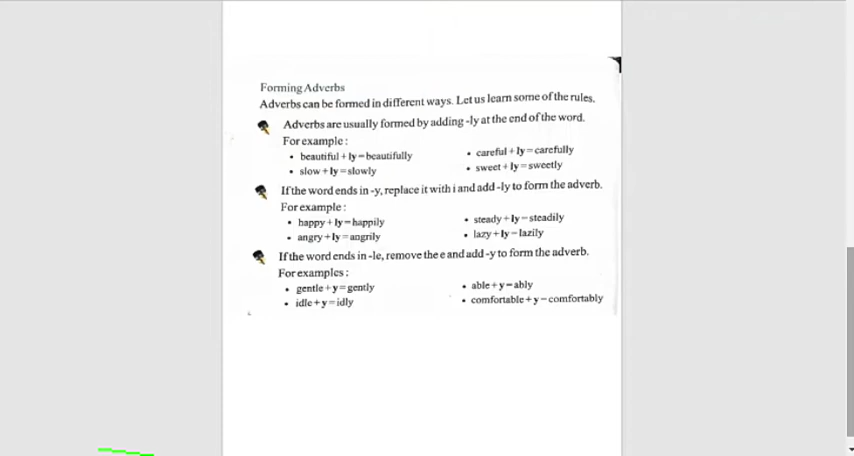 Forming Adverbs
Adverbs can be formed in different ways. Let us learn some of the rules.
Adverbs are usually formed by adding -ly at the end of the word.
For example :
• beautiful + ly = beautifully • careful + ly = carefully
• slow + ly = slowly • sweet + ly = sweetly
If the word ends in -y, replace it with i and add -ly to form the adverb.
For example :
• happy + ly = happily • steady + ly = steadily
• angry + ly = angrily • lazy + ly = lazily
If the word ends in -le, remove the e and add -y to form the adverb.
For examples :
• gentle + y = gently • able + y = ably
• idle + y = idly • comfortable + y = comfortably